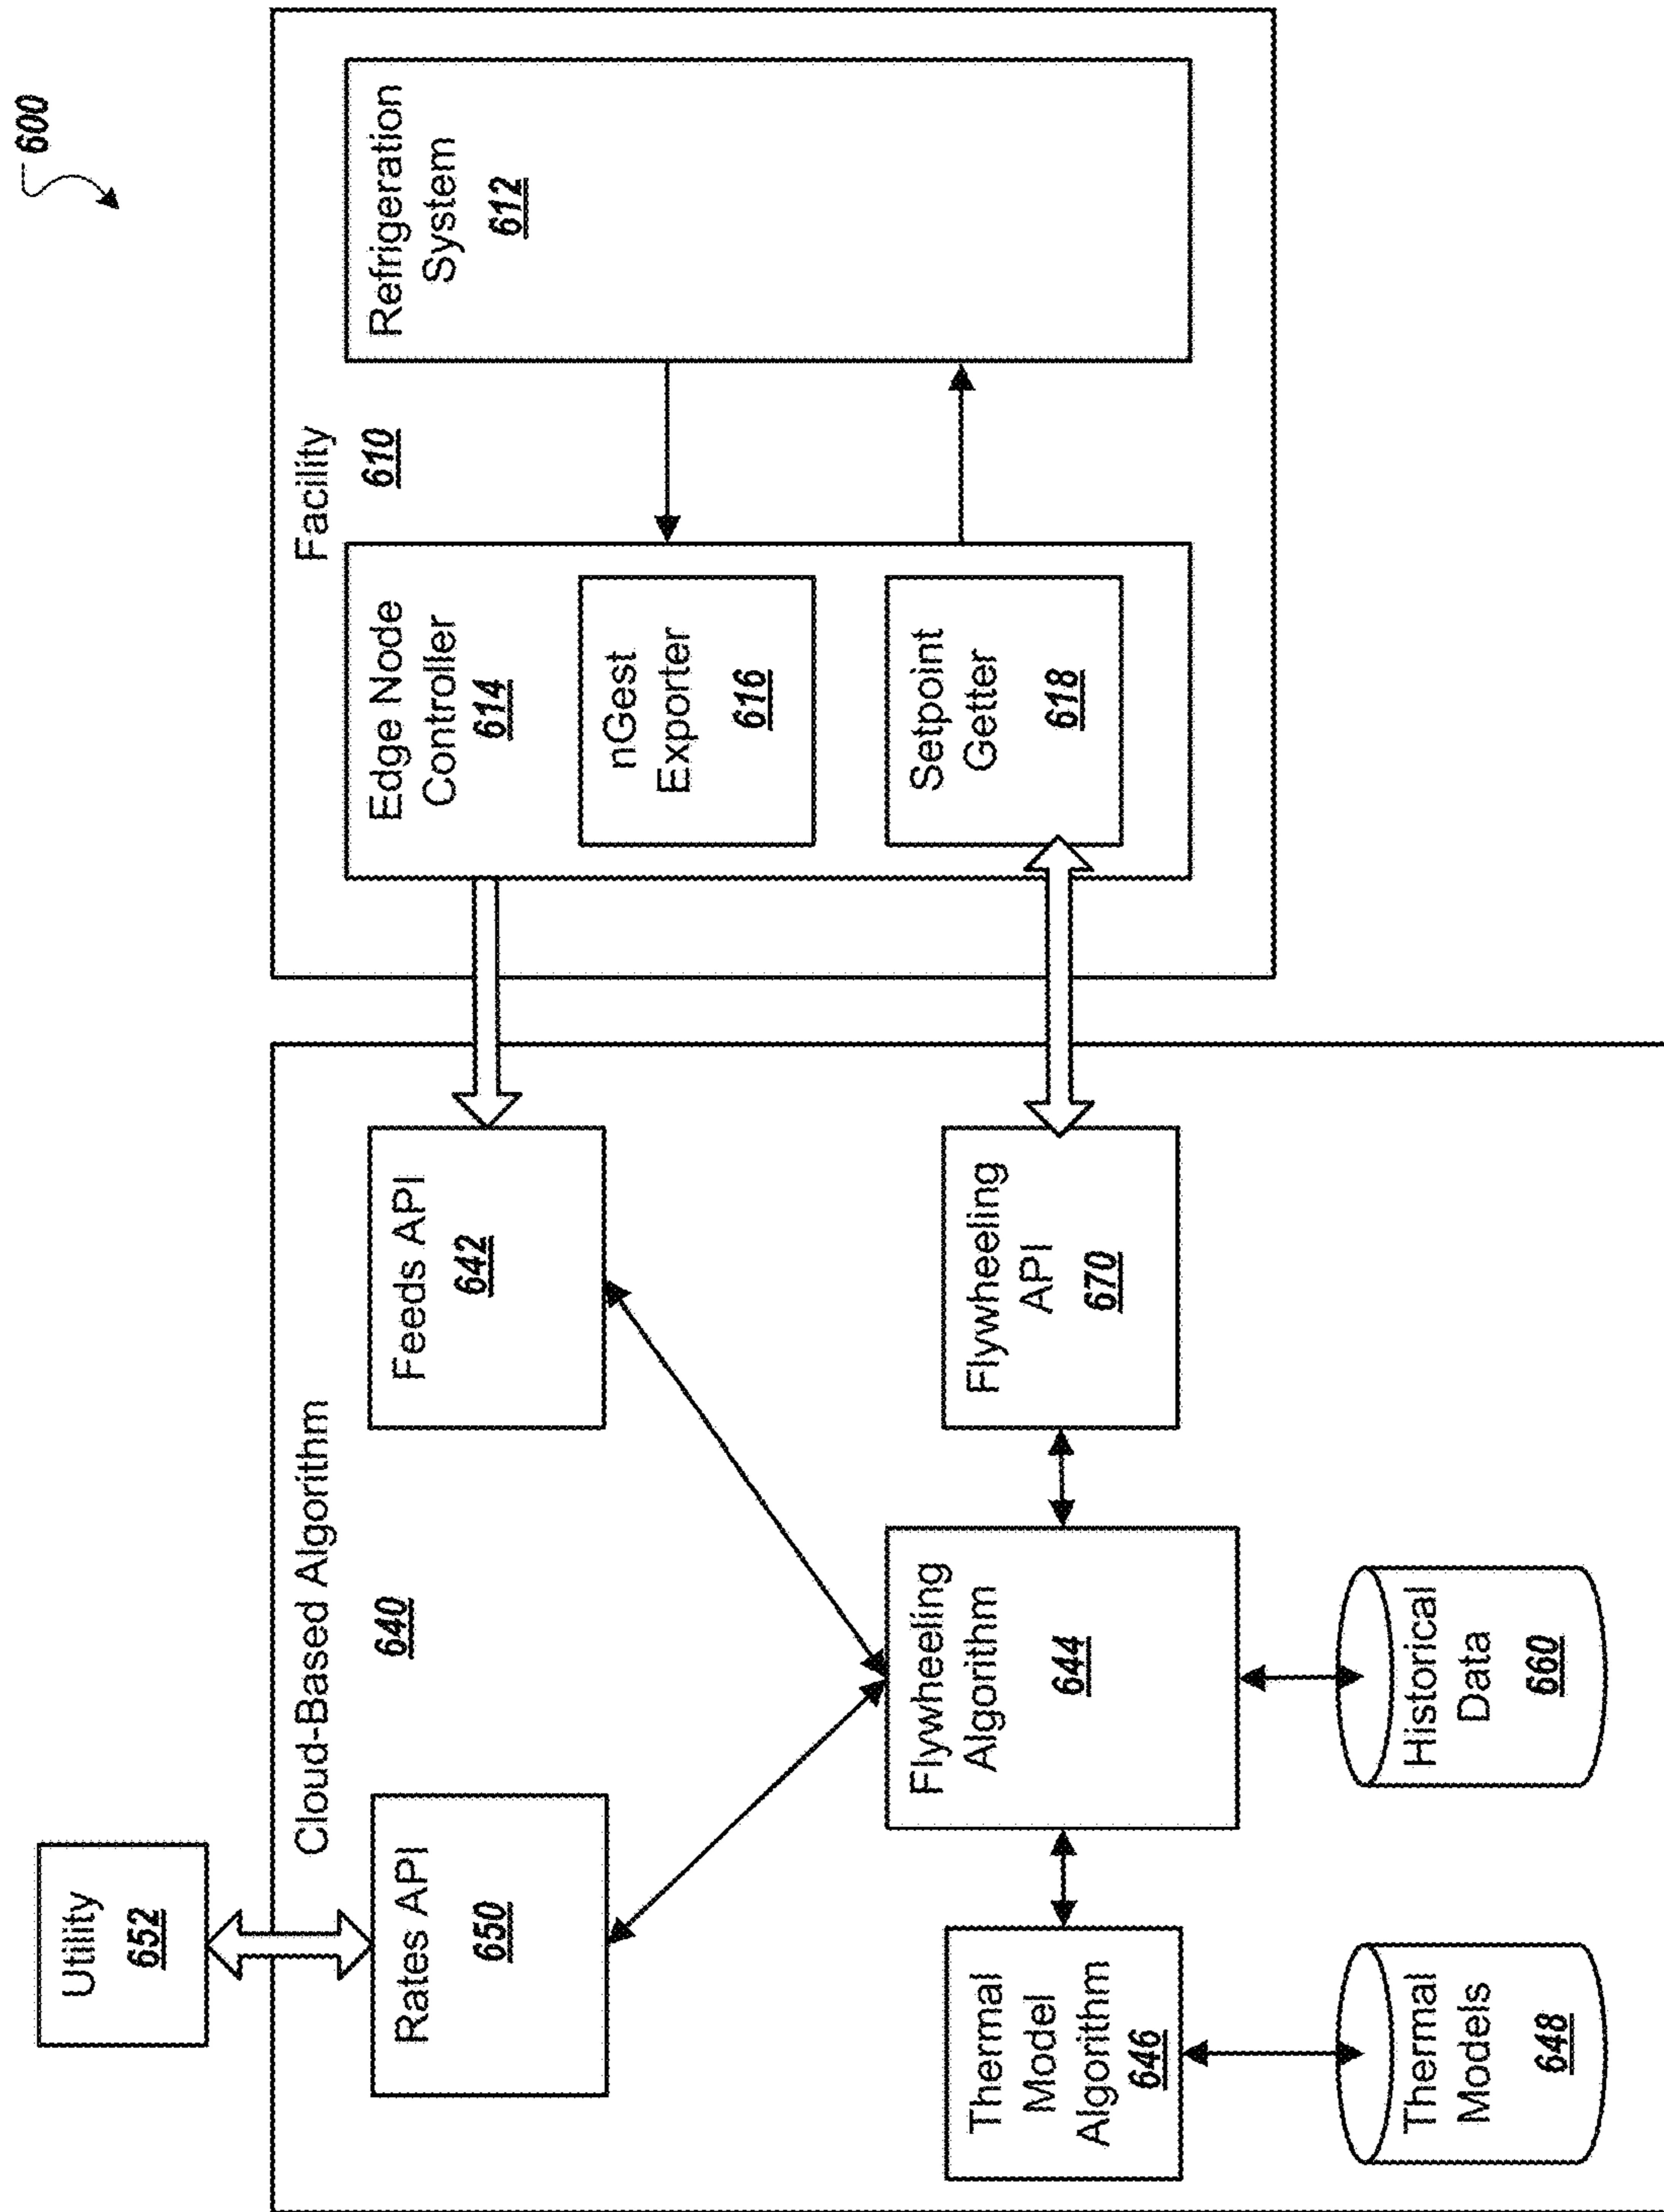 600
Utility
652
Cloud-Based Algorithm
640
Rates API
650
Feeds API
642
Thermal
Model
Algorithm
646
Flywheeling
Algorithm
644
Flywheeling
API
670
Thermal
Models
648
Historical
Data
660
Facility
610
Edge Node
Controller
614
nGest
Exporter
616
Setpoint
Getter
618
Refrigeration
System
612